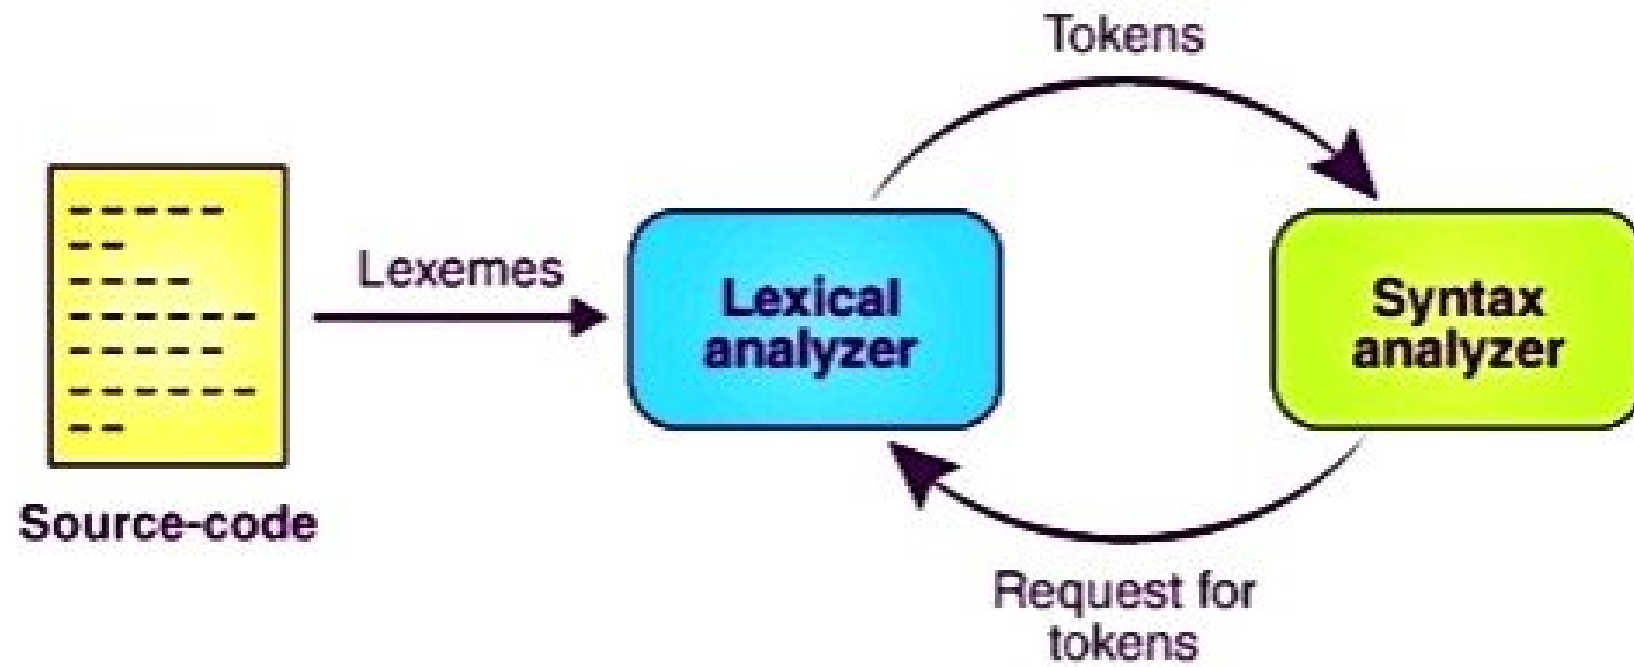 Tokens
Lexemes
Lexical
analyzer
Syntax
analyzer
Source-code
Request for
tokens